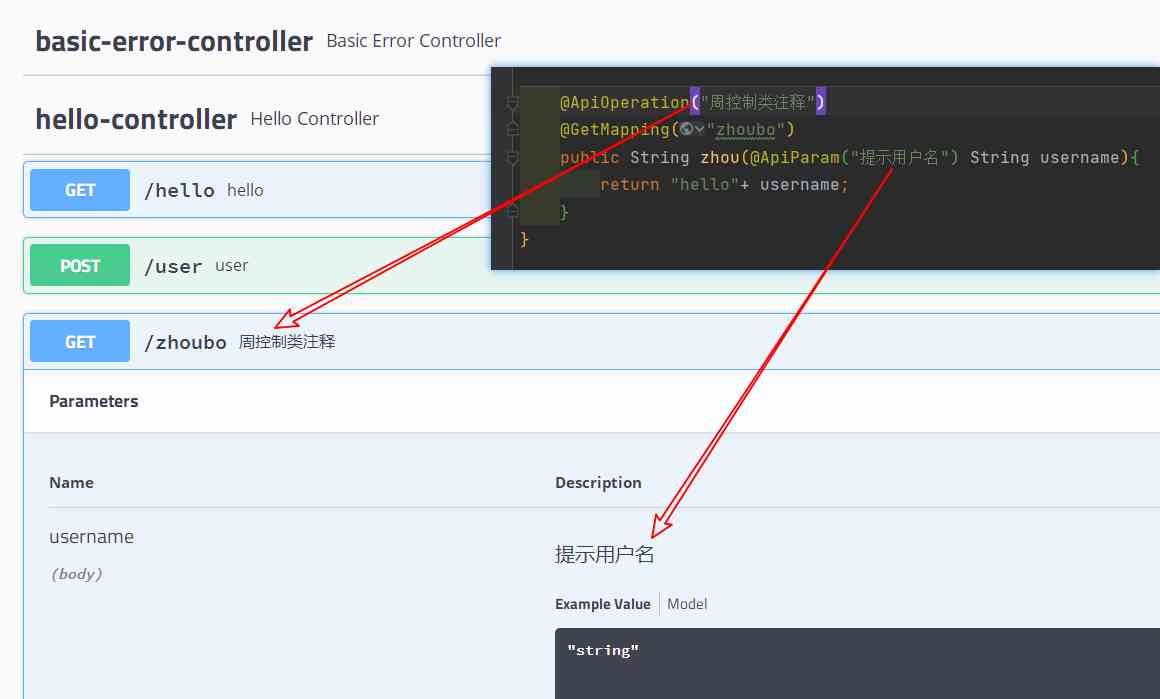 basic-error-controller Basic Error Controller
hello-controller Hello Controller
@ApiOperation("周控制类注释")
@GetMapping("zhoubo")
public String zhou(@ApiParam("提示用户名") String username){
return "hello"+ username;
}
}
GET /hello hello
POST /user user
GET /zhoubo 周控制类注释
Parameters
Name Description
username
(body)
提示用户名
Example Value Model
"string"